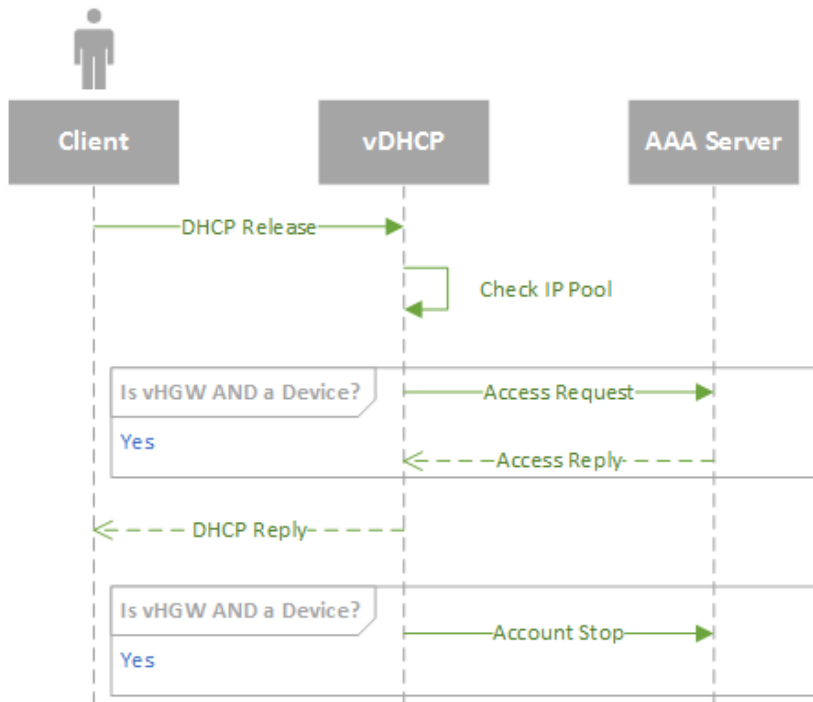 Client
vDHCP
AAA Server
DHCP Release
Check IP Pool
Is vHGW AND a Device?
Access Request
Yes
Access Reply
DHCP Reply
Is vHGW AND a Device?
Account Stop
Yes